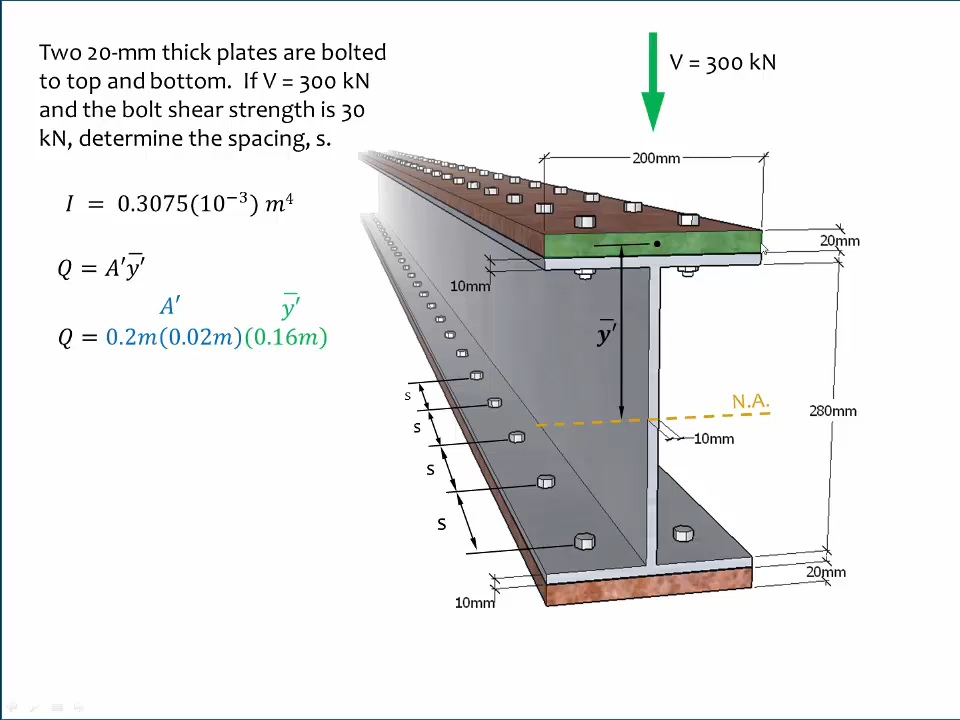 Two 20-mm thick plates are bolted
to top and bottom. If V = 300 kN
and the bolt shear strength is 30
kN, determine the spacing, s.
V = 300 kN
200mm
I = 0.3075(10⁻³) m⁴
20mm
Q = A′y̅′
10mm
A′ y̅′
Q = 0.2m(0.02m)(0.16m)
y̅′
s
N.A.
280mm
s
10mm
s
s
20mm
10mm